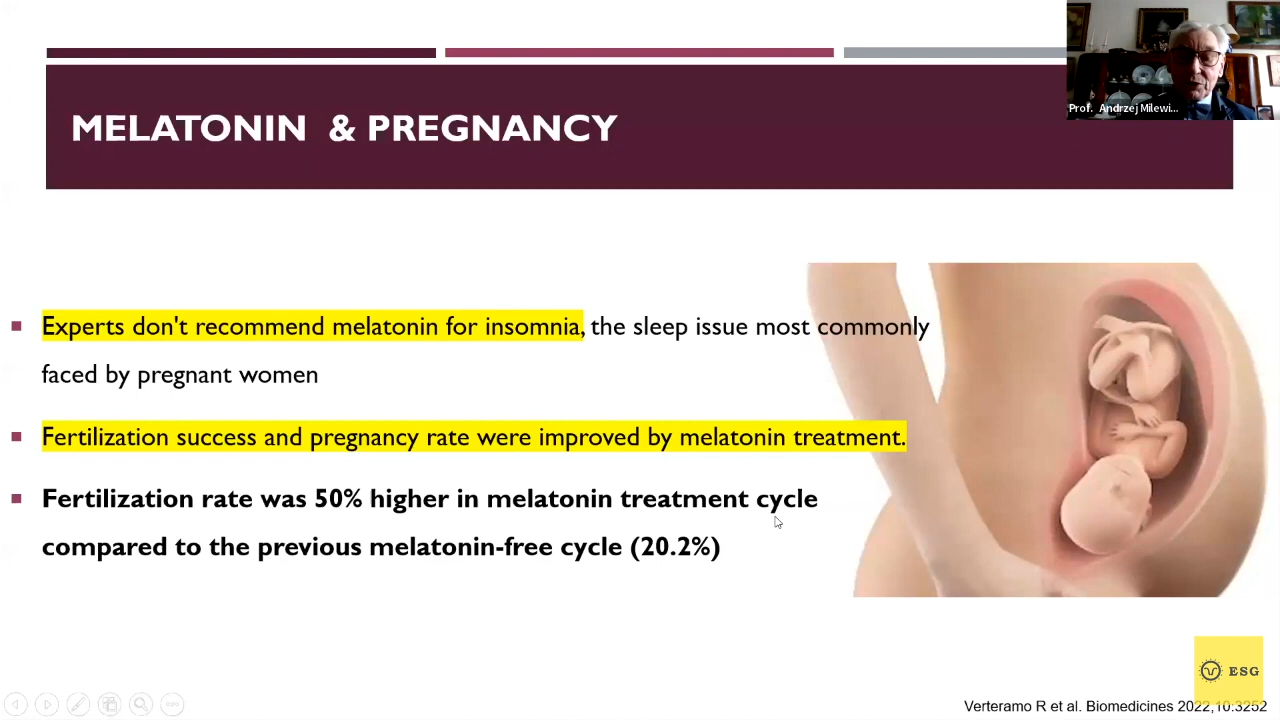 Prof. Andrzej Milewi...
MELATONIN & PREGNANCY
Experts don't recommend melatonin for insomnia, the sleep issue most commonly
faced by pregnant women
Fertilization success and pregnancy rate were improved by melatonin treatment.
Fertilization rate was 50% higher in melatonin treatment cycle
compared to the previous melatonin-free cycle (20.2%)
ESG
Verteramo R et al. Biomedicines 2022,10:3252